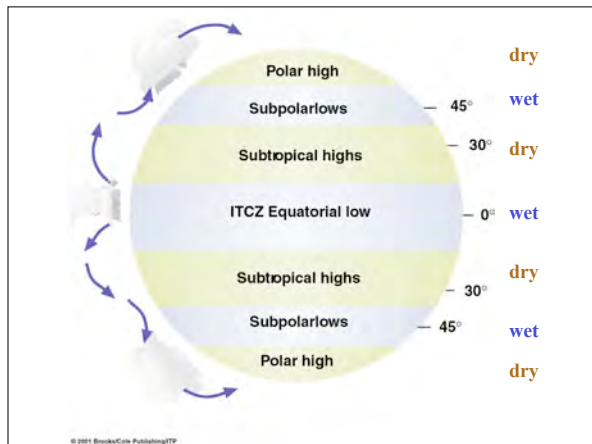 dry
Polar high
wet
Subpolarlows
45°
30°
dry
Subtropical highs
ITCZ Equatorial low
0°
wet
Subtropical highs
dry
30°
Subpolarlows
45°
wet
Polar high
dry
© 2001 Brooks/Cole Publishing/ITP